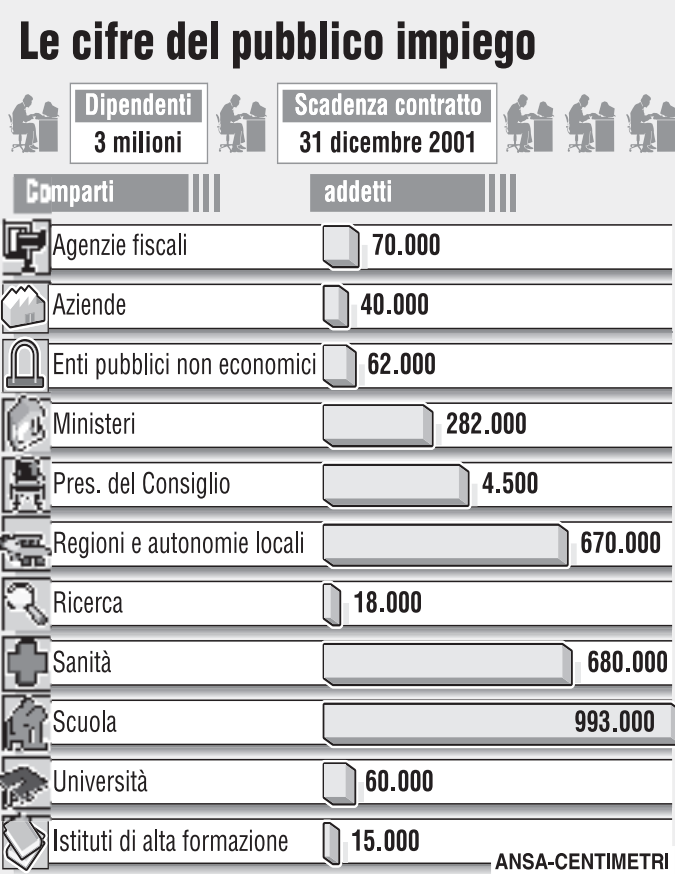 Le cifre del pubblico impiego
Dipendenti
3 milioni
Scadenza contratto
31 dicembre 2001
Comparti addetti
Agenzie fiscali 70.000
Aziende 40.000
Enti pubblici non economici 62.000
Ministeri 282.000
Pres. del Consiglio 4.500
Regioni e autonomie locali 670.000
Ricerca 18.000
Sanità 680.000
Scuola 993.000
Università 60.000
Istituti di alta formazione 15.000
ANSA-CENTIMETRI